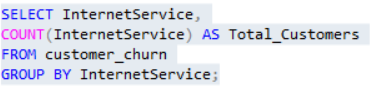 SELECT InternetService,
COUNT(InternetService) AS Total_Customers
FROM customer_churn
GROUP BY InternetService;